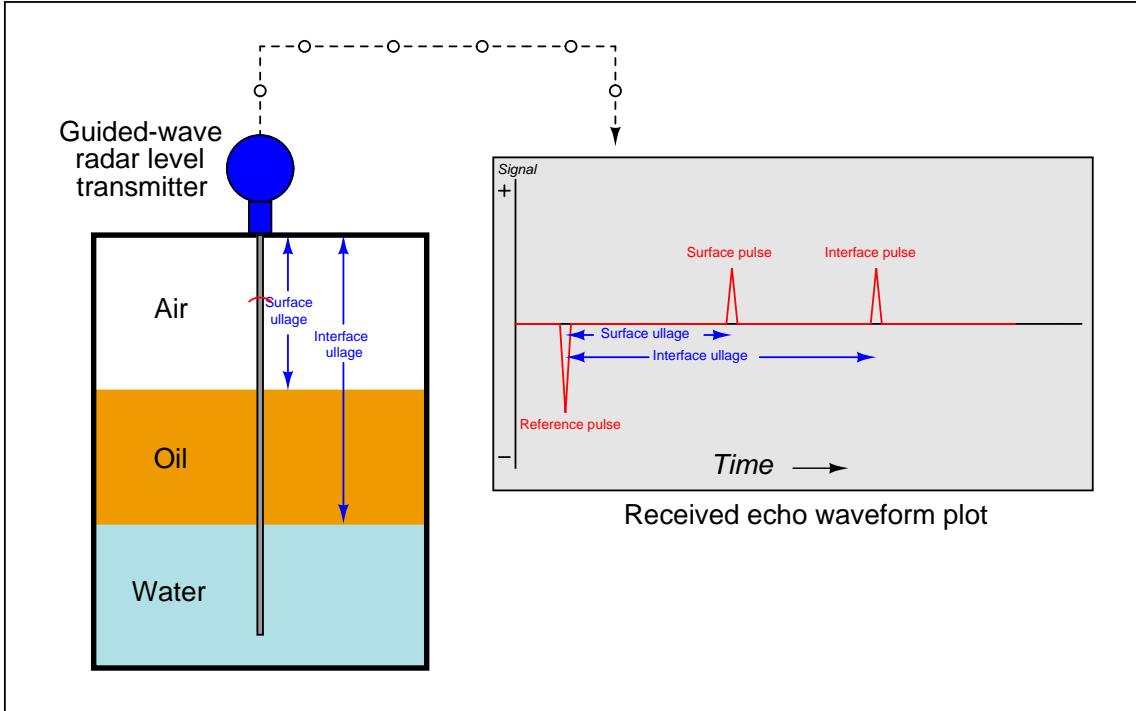 Guided-wave
radar level
transmitter
Air
Surface
ullage
Interface
ullage
Oil
Water
Signal
+
Surface pulse
Interface pulse
Surface ullage
Interface ullage
Reference pulse
−
Time
Received echo waveform plot